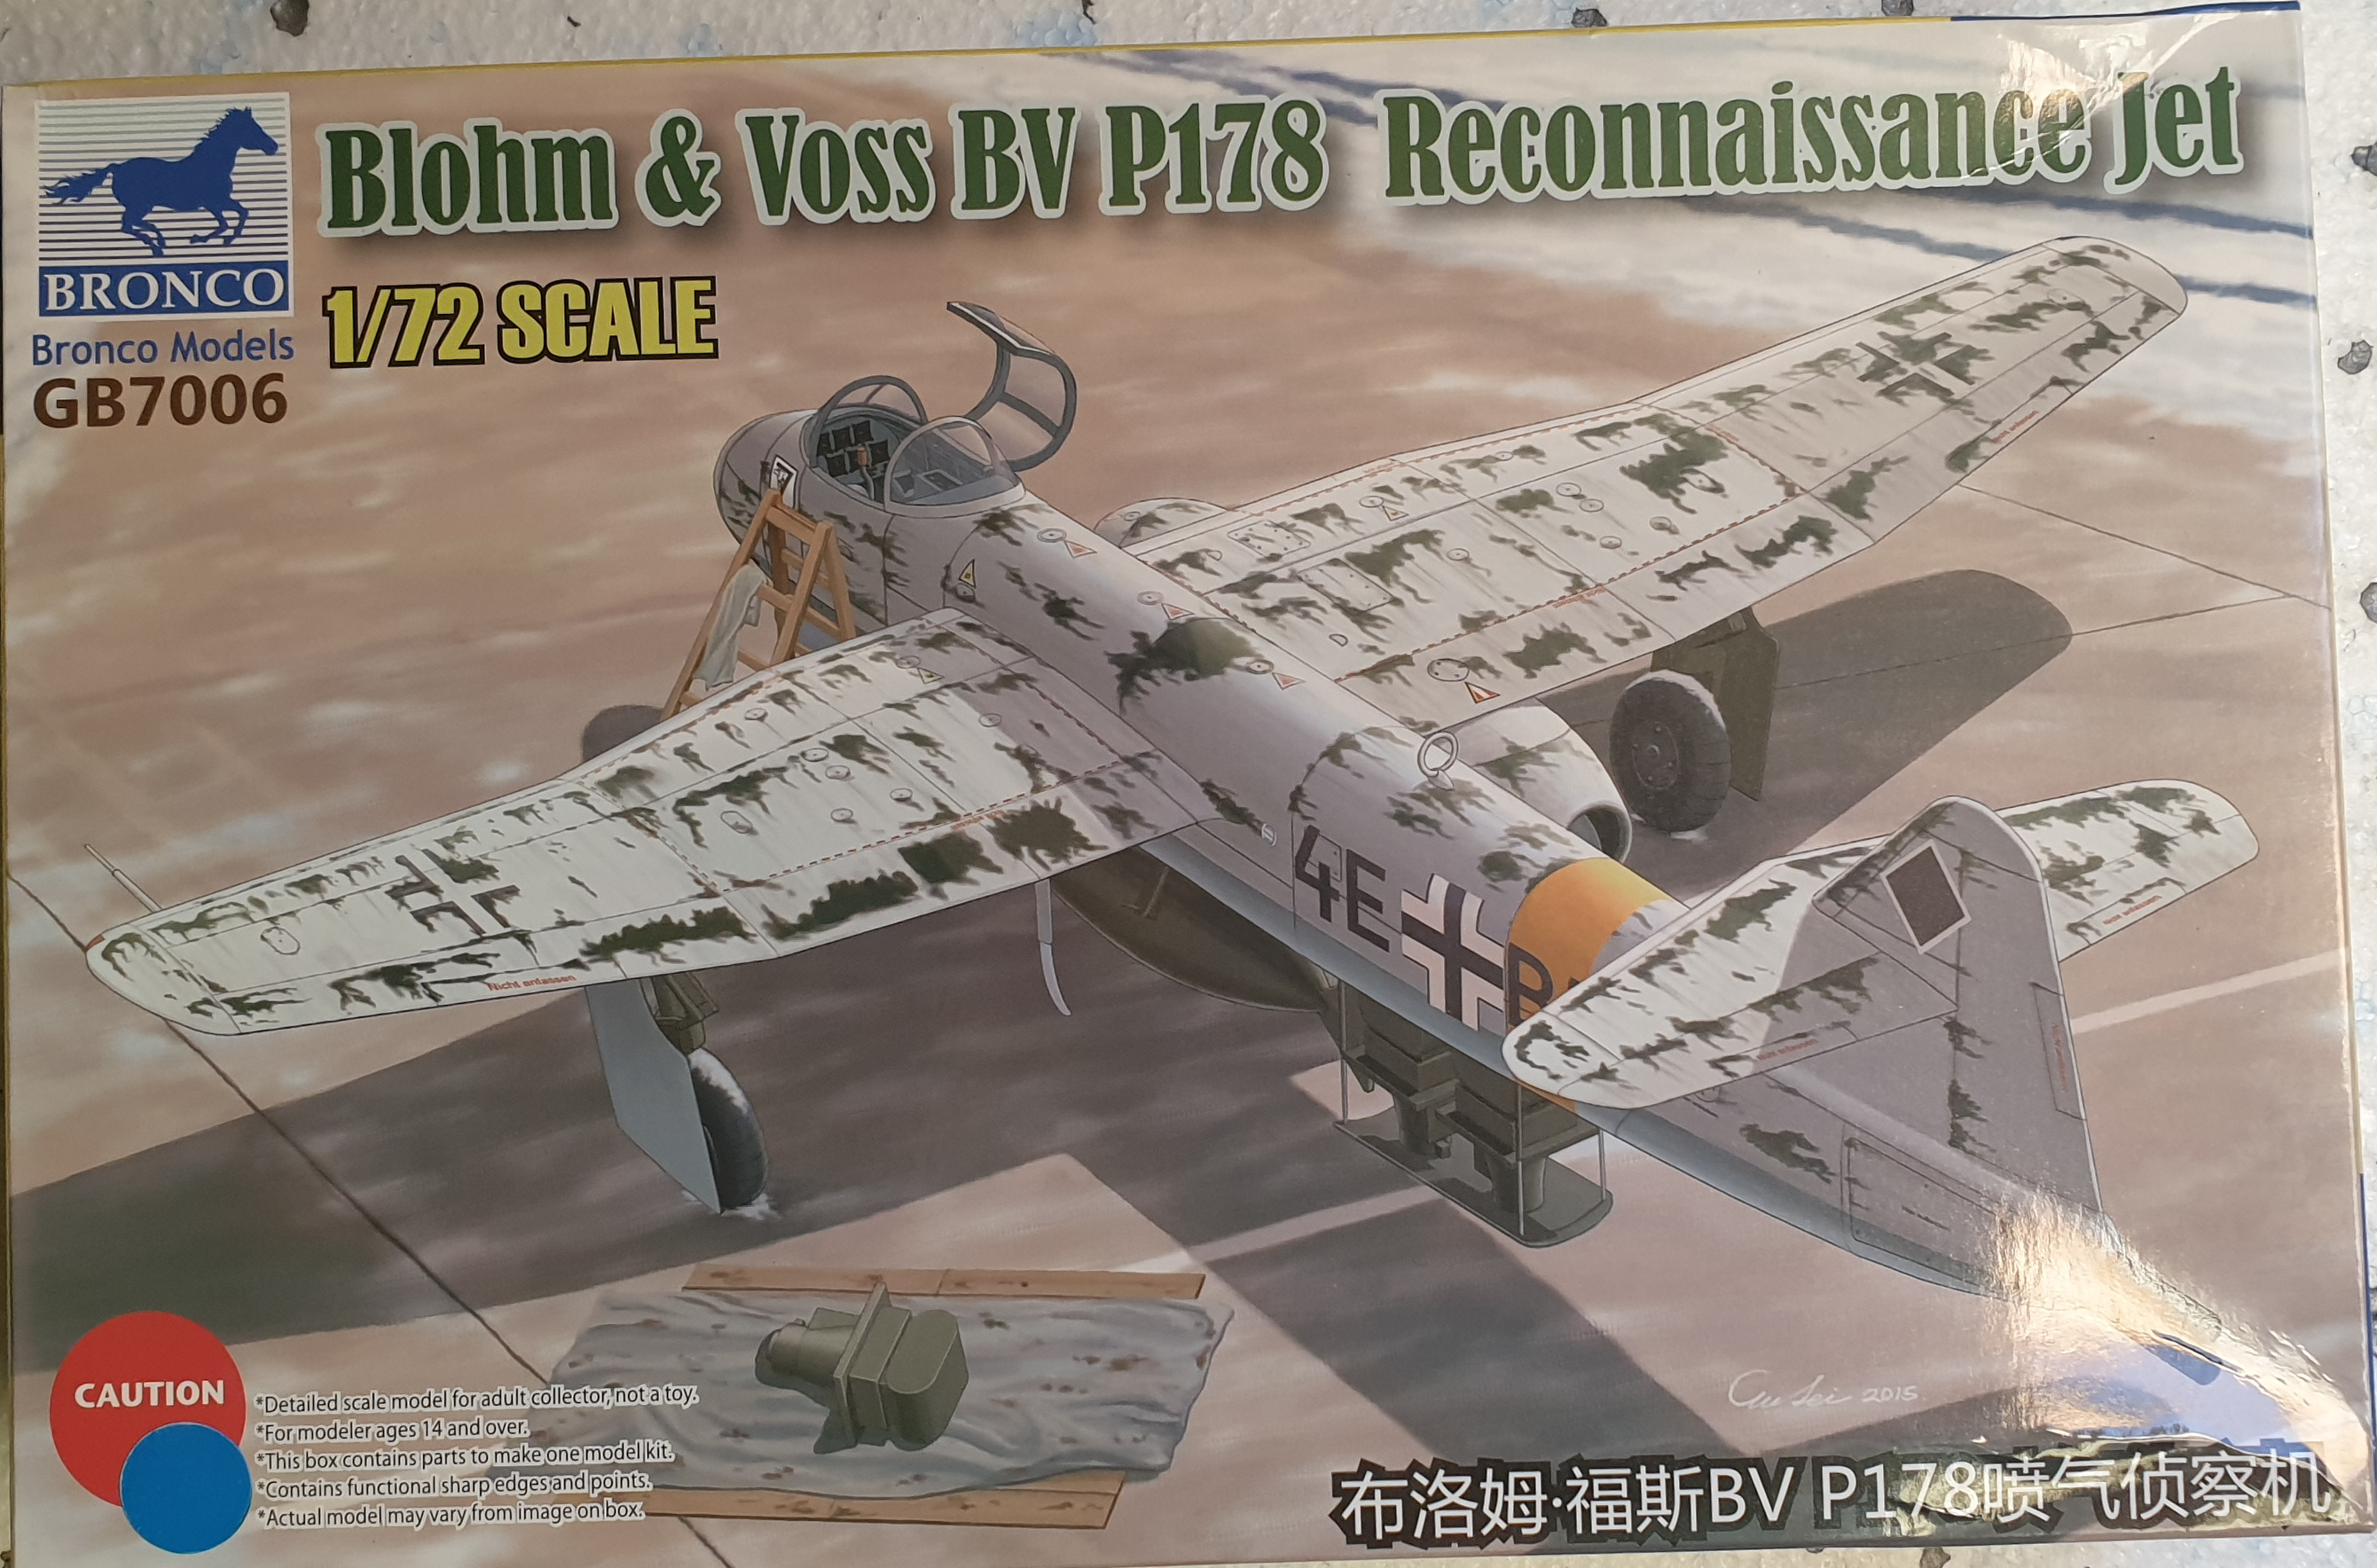 Blohm & Voss BV P178 Reconnaissance Jet
BRONCO
Bronco Models
GB7006
1/72 SCALE
4E
B
Nicht anfassen
CAUTION
*Detailed scale model for adult collector, not a toy.
*For modeler ages 14 and over.
*This box contains parts to make one model kit.
*Contains functional sharp edges and points.
*Actual model may vary from image on box.
2015
布洛姆·福斯BV P178喷气侦察机